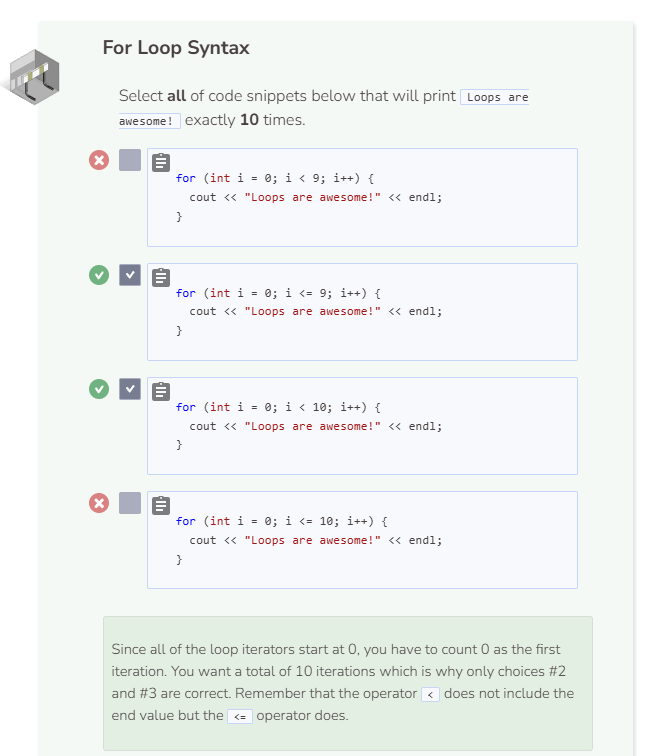 For Loop Syntax
Select all of code snippets below that will print Loops are
awesome! exactly 10 times.
for (int i = 0; i < 9; i++) {
cout << "Loops are awesome!" << endl;
}
for (int i = 0; i <= 9; i++) {
cout << "Loops are awesome!" << endl;
}
for (int i = 0; i < 10; i++) {
cout << "Loops are awesome!" << endl;
}
for (int i = 0; i <= 10; i++) {
cout << "Loops are awesome!" << endl;
}
Since all of the loop iterators start at 0, you have to count 0 as the first
iteration. You want a total of 10 iterations which is why only choices #2
and #3 are correct. Remember that the operator < does not include the
end value but the <= operator does.